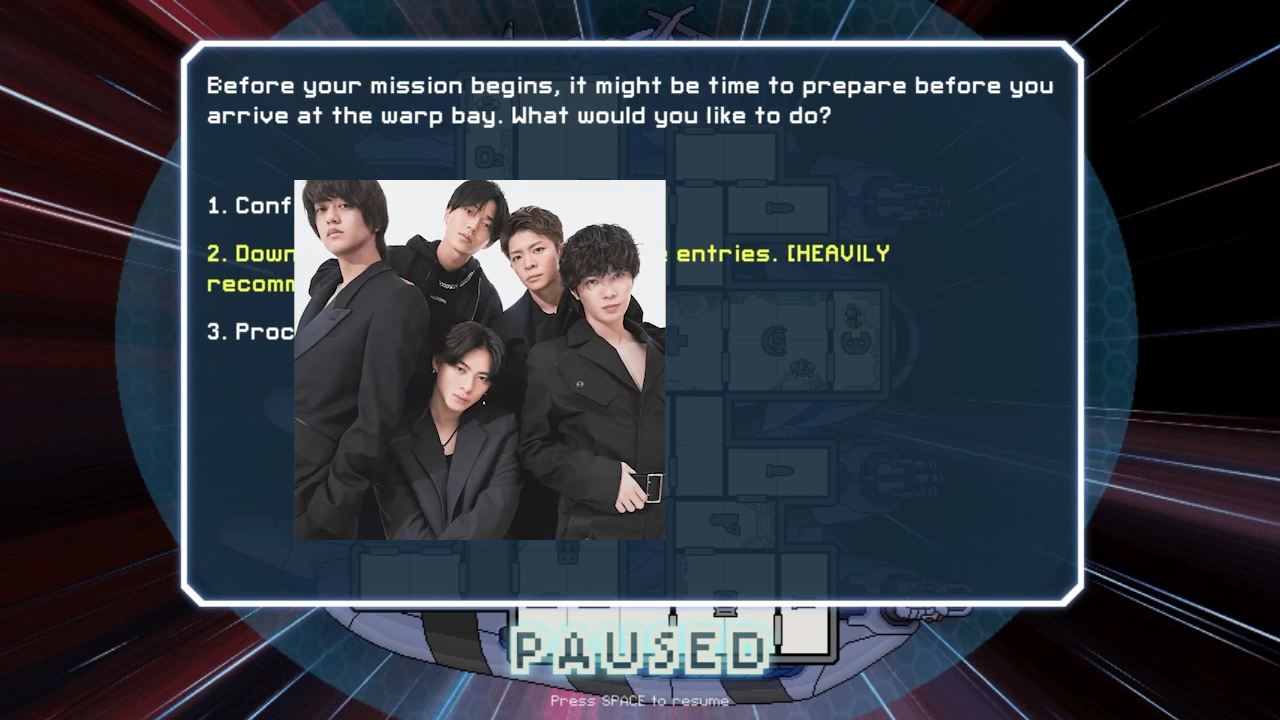 Before your mission begins, it might be time to prepare before you
arrive at the warp bay. What would you like to do?
1. Conf
2. Down entries. [HEAVILY
recomm
3. Proc
PAUSED
Press SPACE to resume